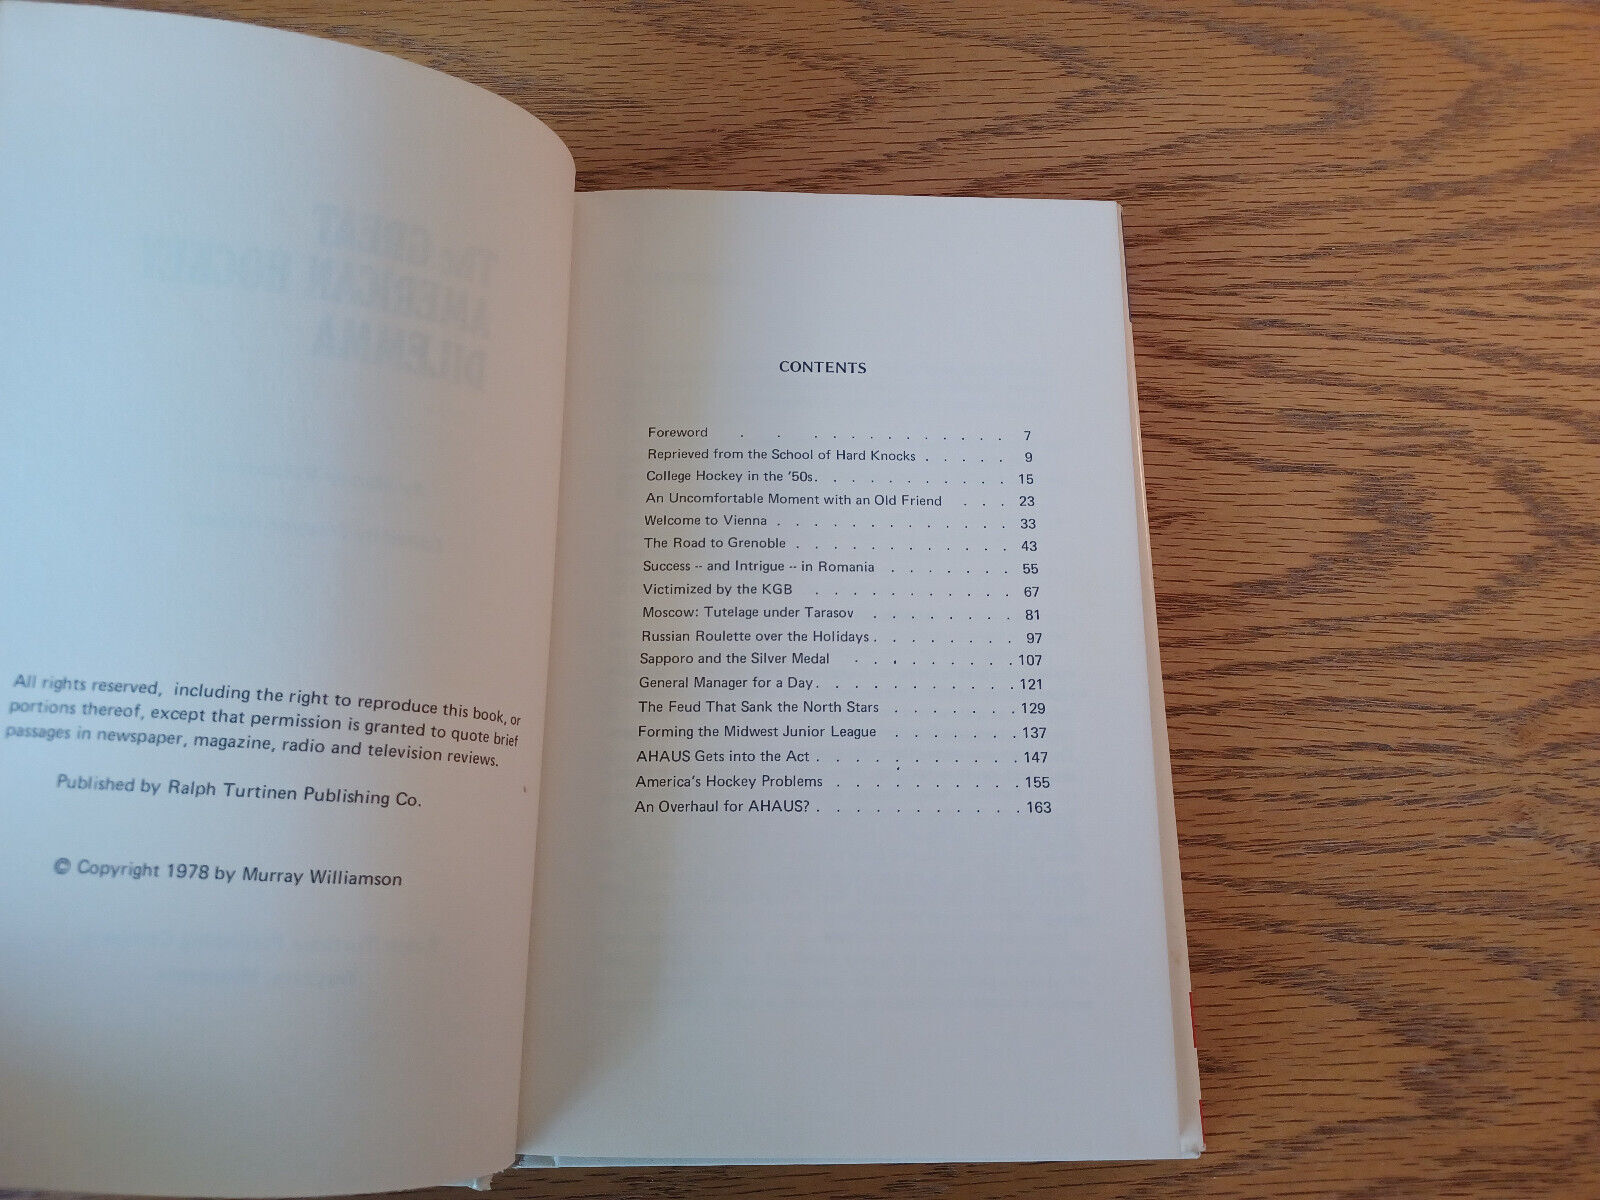 The GREAT
AMERICAN HOCKEY
DILEMMA
All rights reserved, including the right to reproduce this book, or
portions thereof, except that permission is granted to quote brief
passages in newspaper, magazine, radio and television reviews.
Published by Ralph Turtinen Publishing Co.
© Copyright 1978 by Murray Williamson
CONTENTS
Foreword . . . . . . . . . . . . . 7
Reprieved from the School of Hard Knocks . . . . . 9
College Hockey in the '50s. . . . . . . . . . . 15
An Uncomfortable Moment with an Old Friend . . . 23
Welcome to Vienna . . . . . . . . . . . . . 33
The Road to Grenoble . . . . . . . . . . . . 43
Success -- and Intrigue -- in Romania . . . . . . . 55
Victimized by the KGB . . . . . . . . . . . 67
Moscow: Tutelage under Tarasov . . . . . . . . 81
Russian Roulette over the Holidays . . . . . . . . 97
Sapporo and the Silver Medal . . . . . . . . . 107
General Manager for a Day. . . . . . . . . . . 121
The Feud That Sank the North Stars . . . . . . . 129
Forming the Midwest Junior League . . . . . . . 137
AHAUS Gets into the Act . . . . . . . . . . . 147
America's Hockey Problems . . . . . . . . . . 155
An Overhaul for AHAUS? . . . . . . . . . . . 163